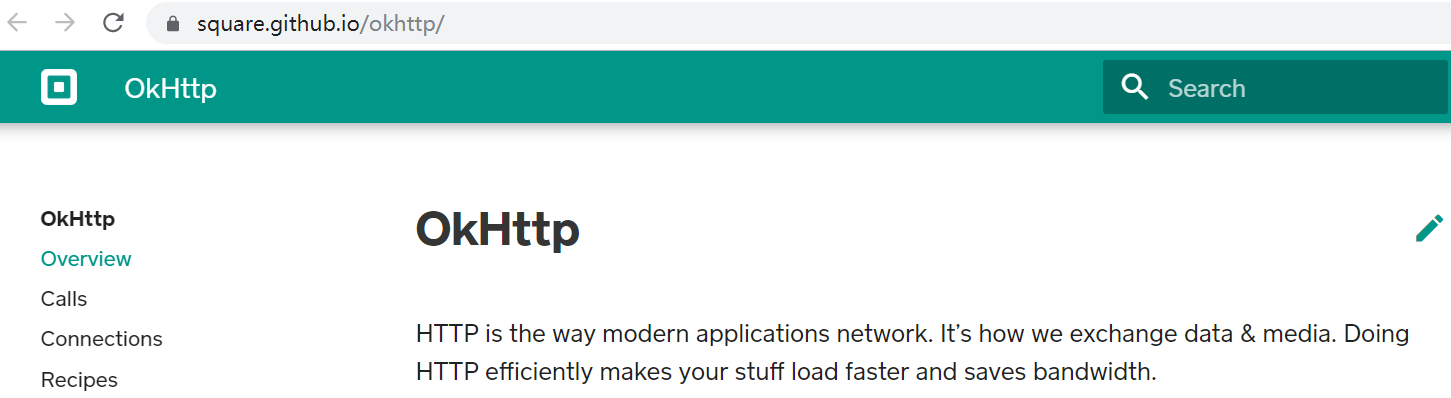 square.github.io/okhttp/
OkHttp
Search
OkHttp
Overview
Calls
Connections
Recipes
OkHttp
HTTP is the way modern applications network. It’s how we exchange data & media. Doing
HTTP efficiently makes your stuff load faster and saves bandwidth.